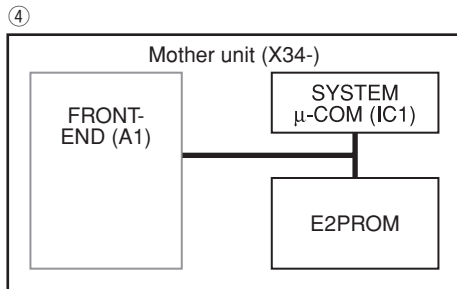 ④
Mother unit (X34-)
FRONT-
END (A1)
SYSTEM
μ-COM (IC1)
E2PROM